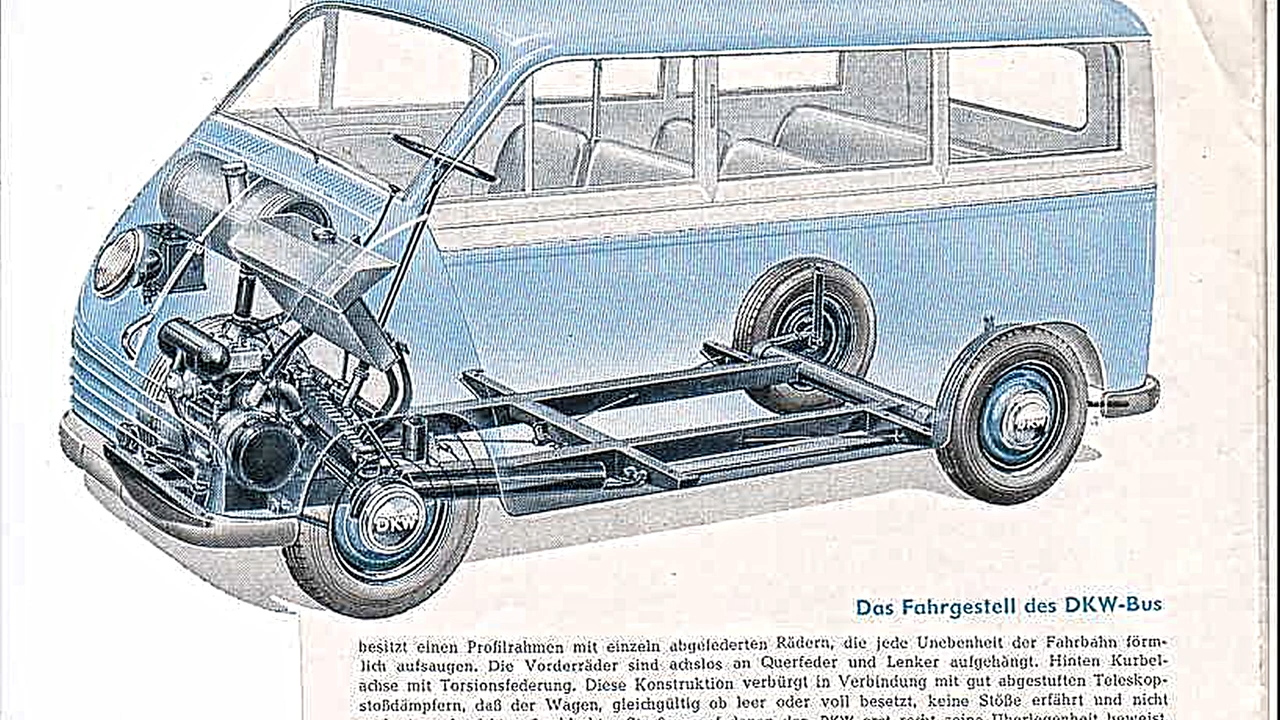 DKW
DKW
Das Fahrgestell des DKW-Bus
besitzt einen Profilrahmen mit einzeln abgefederten Rädern, die jede Unebenheit der Fahrbahn förm-
lich aufsaugen. Die Vorderräder sind achslos an Querfeder und Lenker aufgehängt. Hinten Kurbel-
achse mit Torsionsfederung. Diese Konstruktion verbürgt in Verbindung mit gut abgestuften Teleskop-
stoßdämpfern, daß der Wagen, gleichgültig ob leer oder voll besetzt, keine Stöße erfährt und nicht